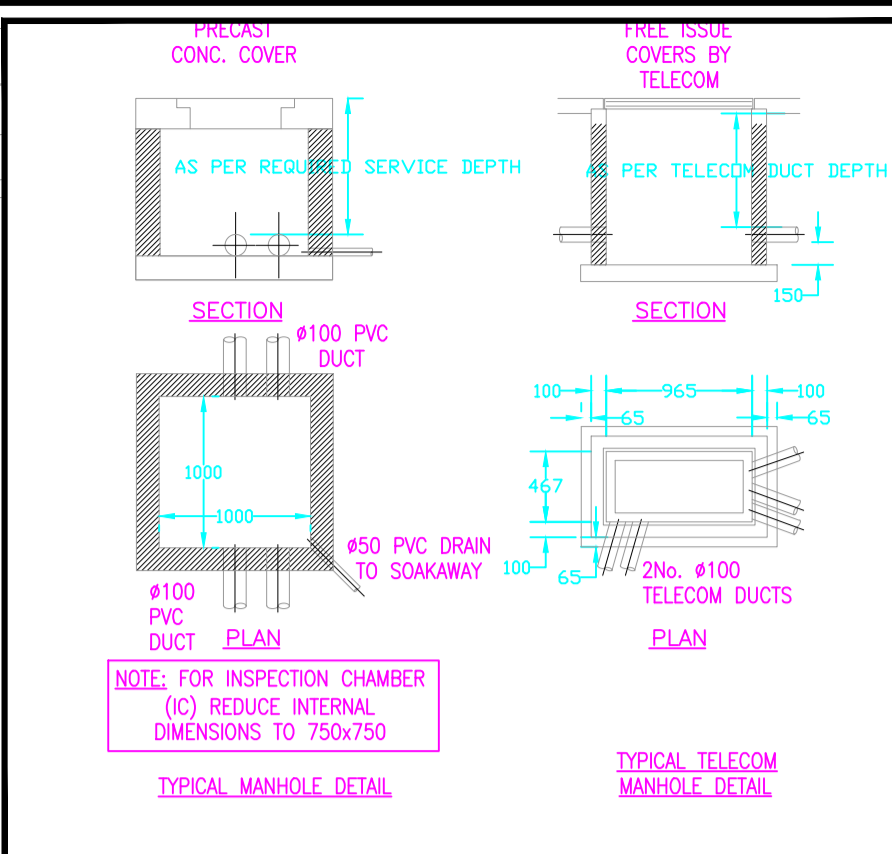 PRECAST
CONC. COVER
AS PER REQUIRED SERVICE DEPTH
SECTION
ø100 PVC
DUCT
1000
1000
ø50 PVC DRAIN
TO SOAKAWAY
ø100
PVC
DUCT
PLAN
NOTE: FOR INSPECTION CHAMBER
(IC) REDUCE INTERNAL
DIMENSIONS TO 750x750
TYPICAL MANHOLE DETAIL
FREE ISSUE
COVERS BY
TELECOM
AS PER TELECOM DUCT DEPTH
150
SECTION
100
965
100
65
65
467
100
65
2No. ø100
TELECOM DUCTS
PLAN
TYPICAL TELECOM
MANHOLE DETAIL